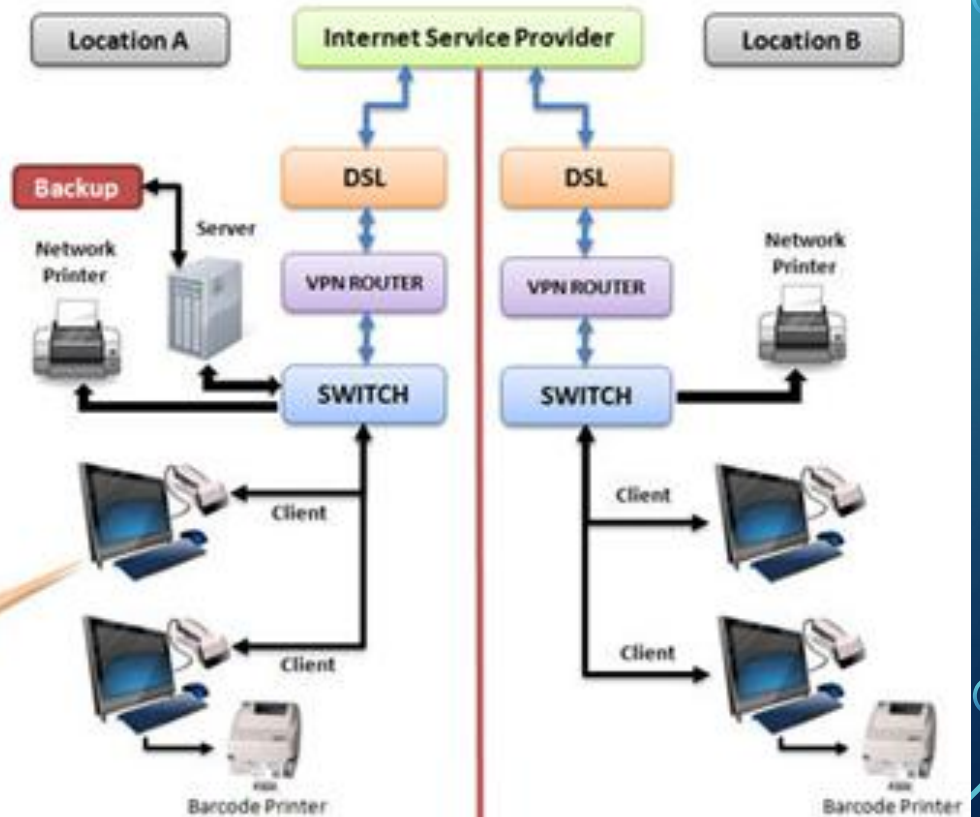 Location A
Internet Service Provider
Location B
DSL
DSL
Backup
Server
Network
Printer
VPN ROUTER
VPN ROUTER
Network
Printer
SWITCH
SWITCH
Client
Client
Client
Client
Barcode Printer
Barcode Printer